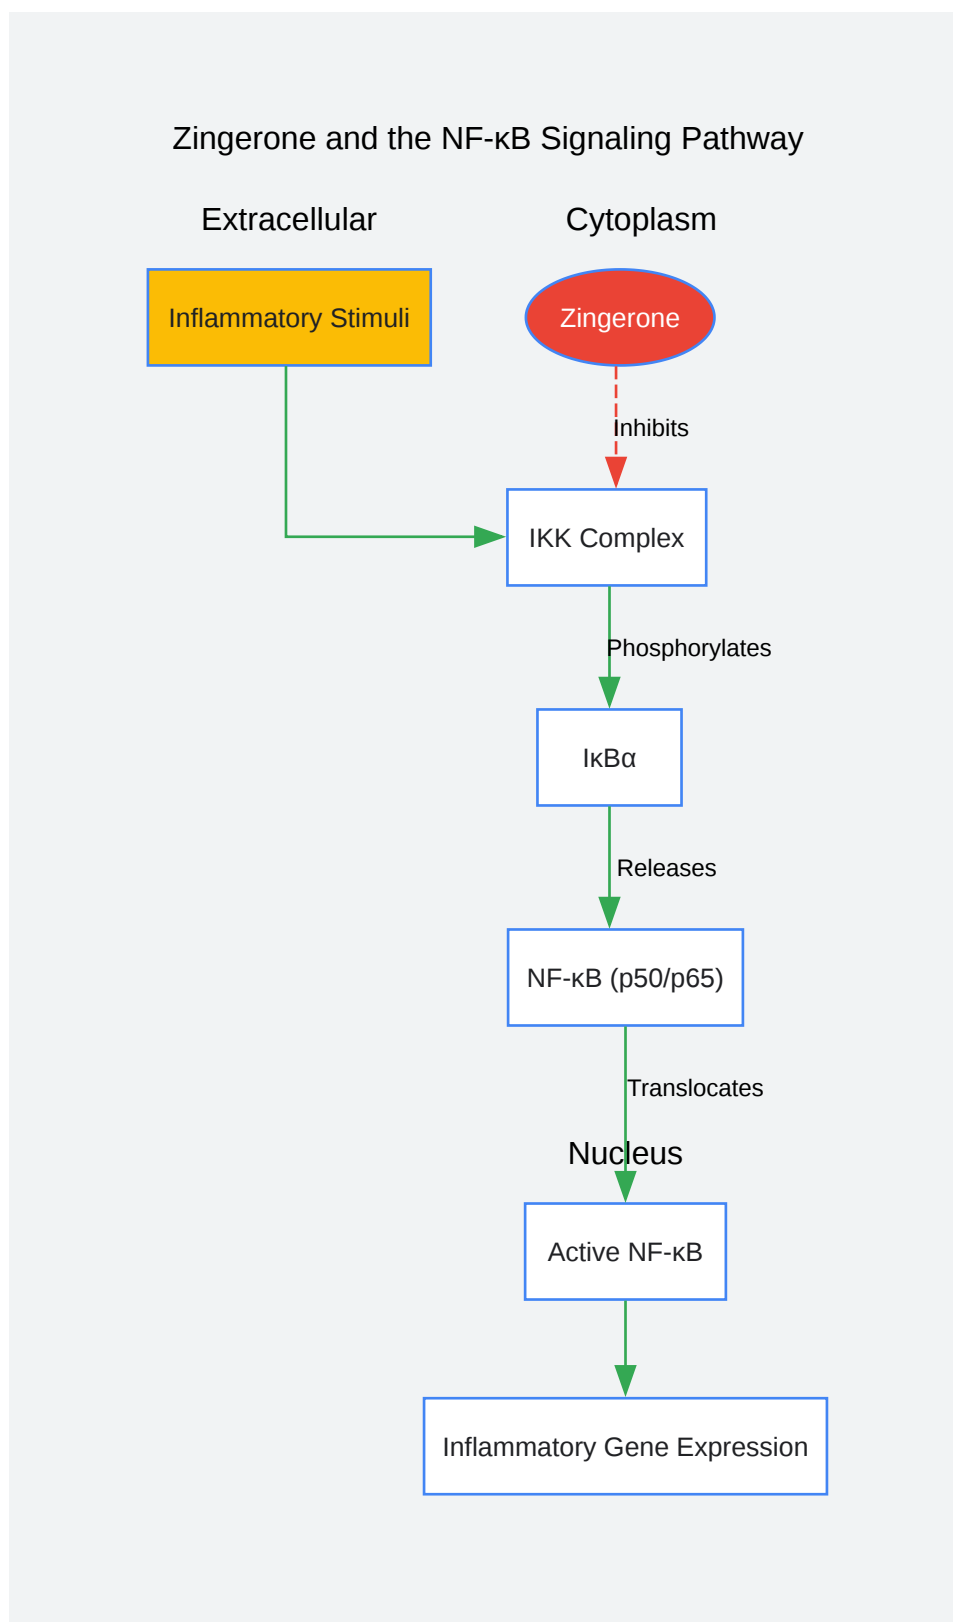 Zingerone and the NF-κB Signaling Pathway
Extracellular
Cytoplasm
Inflammatory Stimuli
Zingerone
Inhibits
IKK Complex
Phosphorylates
IκBα
Releases
NF-κB (p50/p65)
Translocates
Nucleus
Active NF-κB
Inflammatory Gene Expression